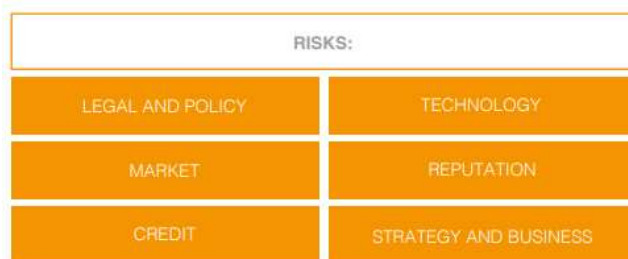 RISKS:
LEGAL AND POLICY
TECHNOLOGY
MARKET
REPUTATION
CREDIT
STRATEGY AND BUSINESS